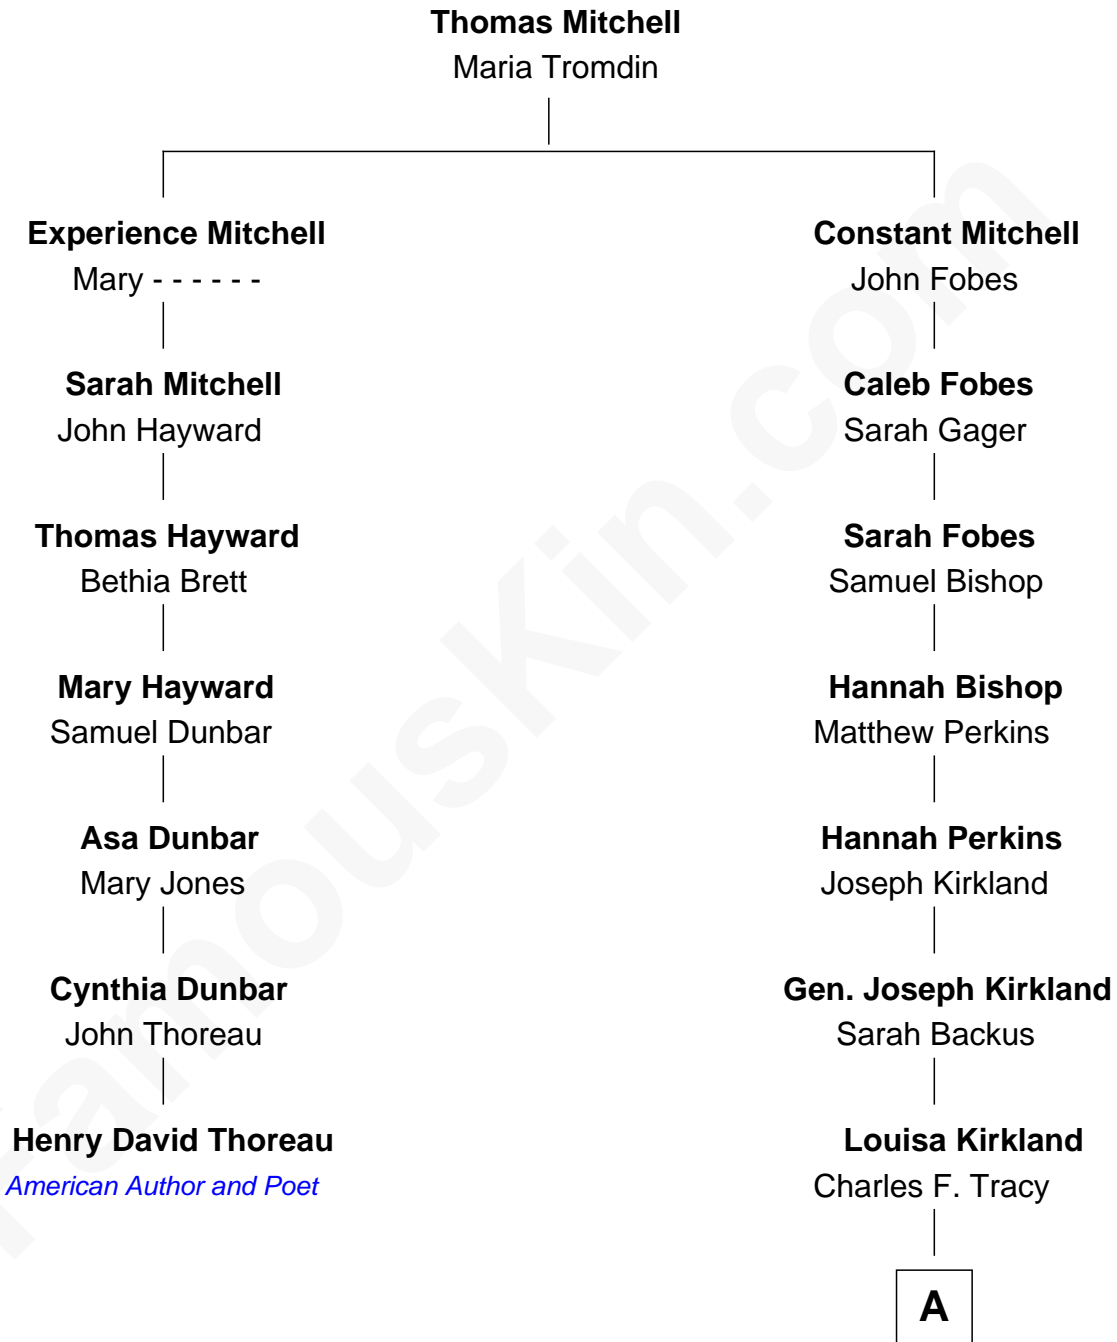 Thomas Mitchell
Maria Tromdin
Experience Mitchell
Mary - - - - - -
Constant Mitchell
John Fobes
Sarah Mitchell
John Hayward
Caleb Fobes
Sarah Gager
Thomas Hayward
Bethia Brett
Sarah Fobes
Samuel Bishop
Mary Hayward
Samuel Dunbar
Hannah Bishop
Matthew Perkins
Asa Dunbar
Mary Jones
Hannah Perkins
Joseph Kirkland
Cynthia Dunbar
John Thoreau
Gen. Joseph Kirkland
Sarah Backus
Henry David Thoreau
American Author and Poet
Louisa Kirkland
Charles F. Tracy
A
FamousKin.com